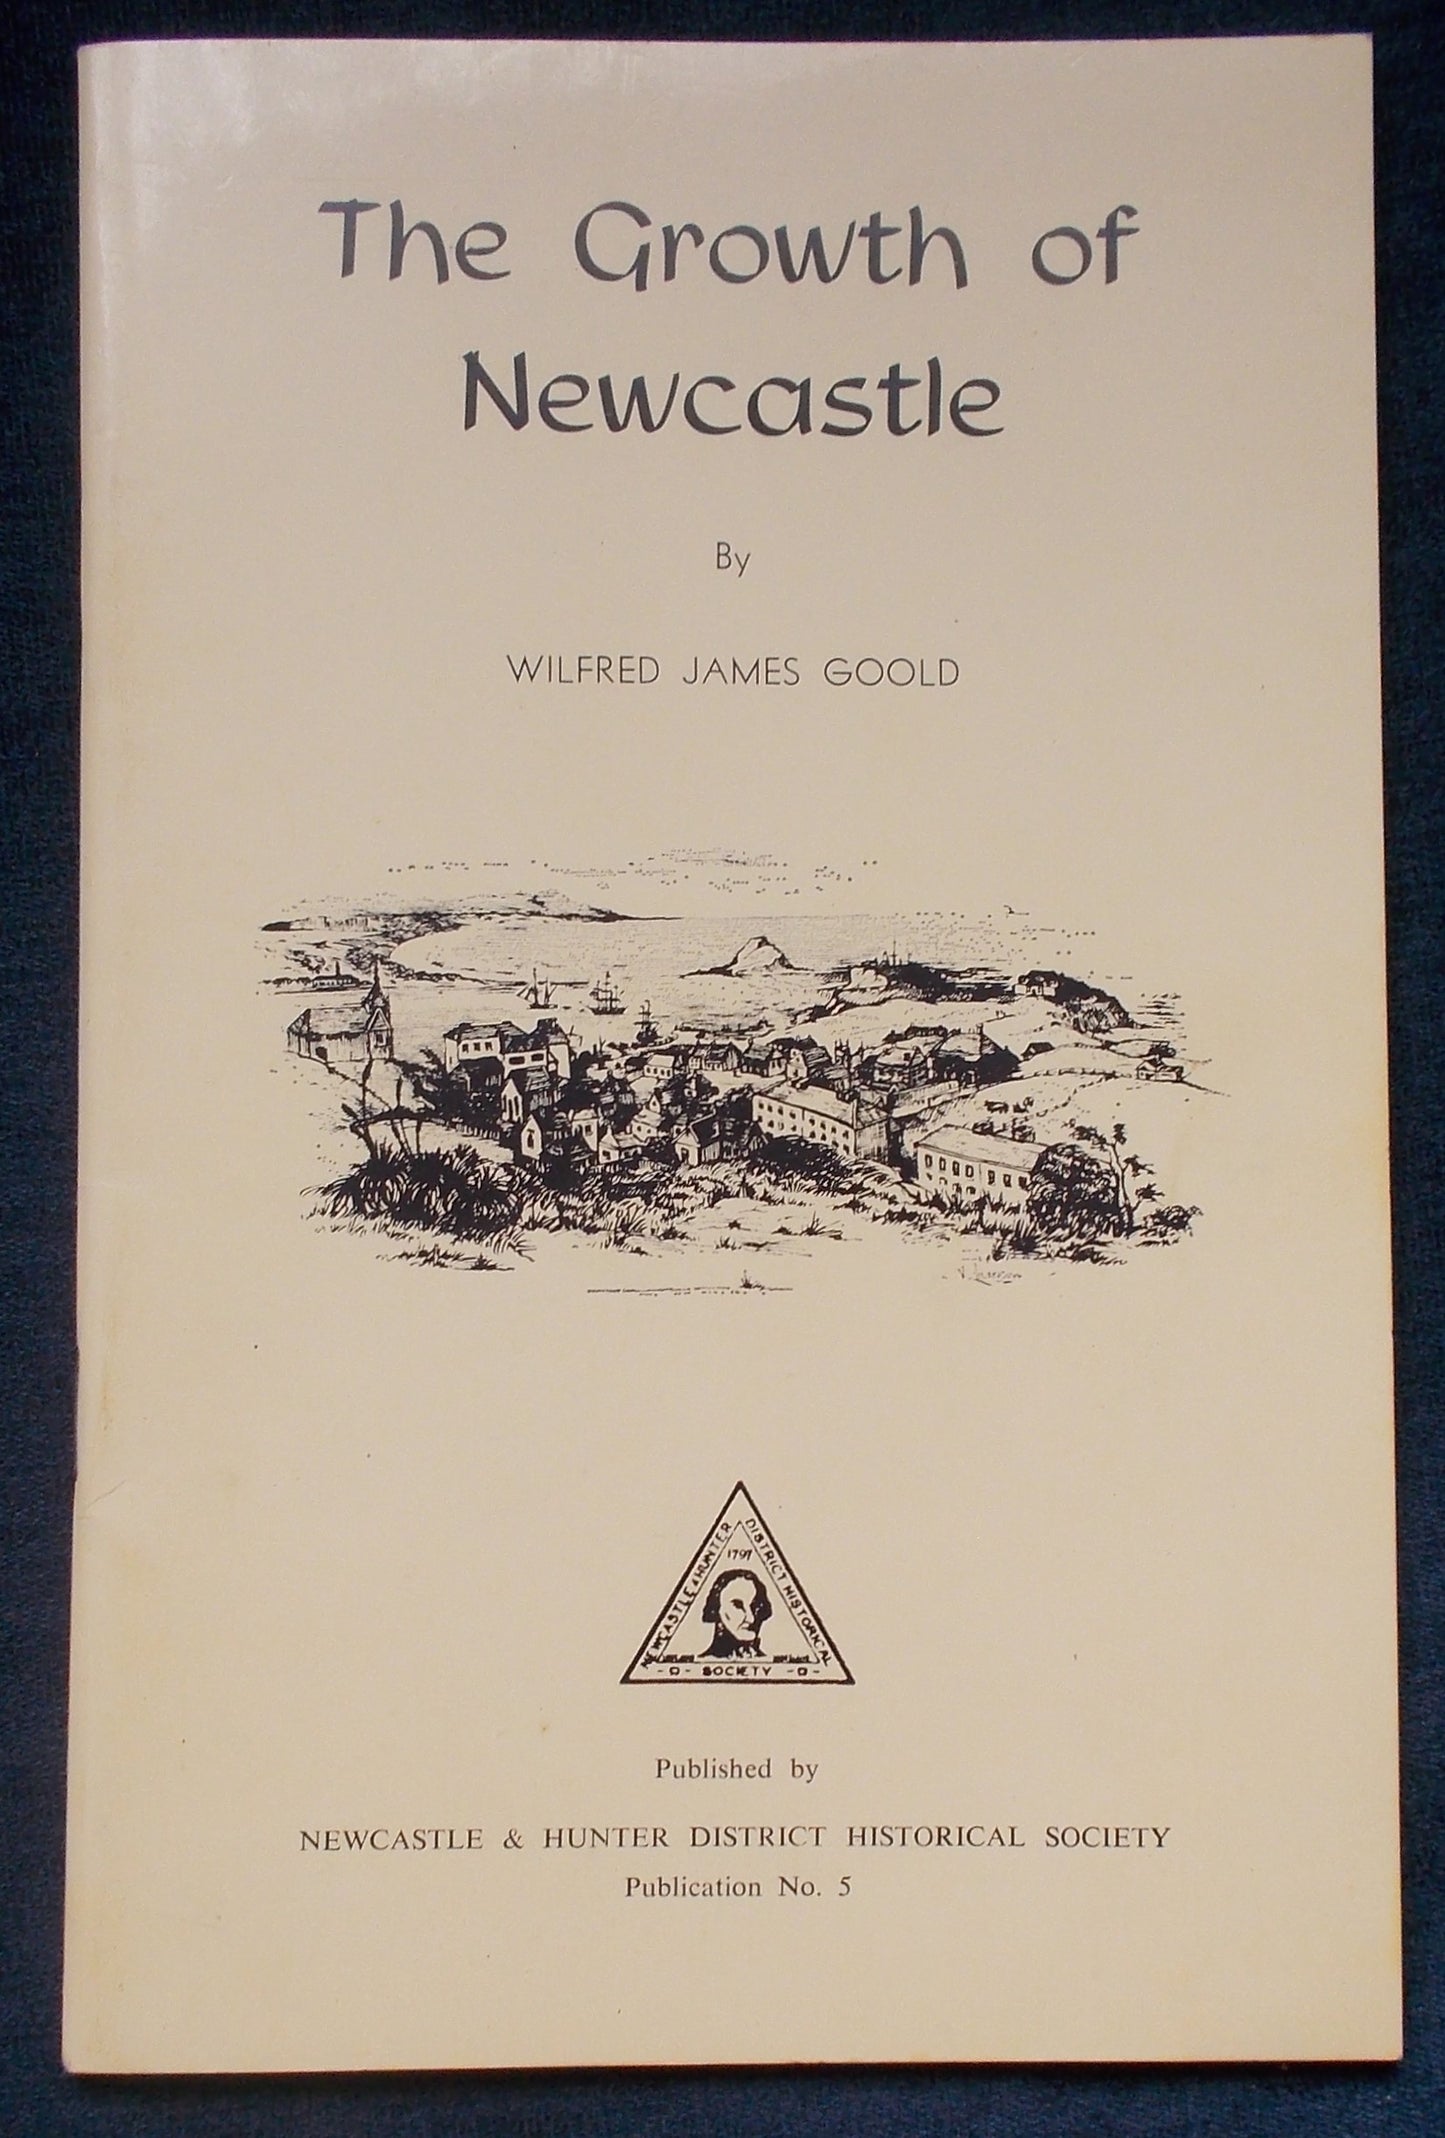 The Growth of
Newcastle
By
WILFRED JAMES GOOLD
NEWCASTLE & HUNTER
DISTRICT HISTORICAL
1797
SOCIETY
Published by
NEWCASTLE & HUNTER DISTRICT HISTORICAL SOCIETY
Publication No. 5